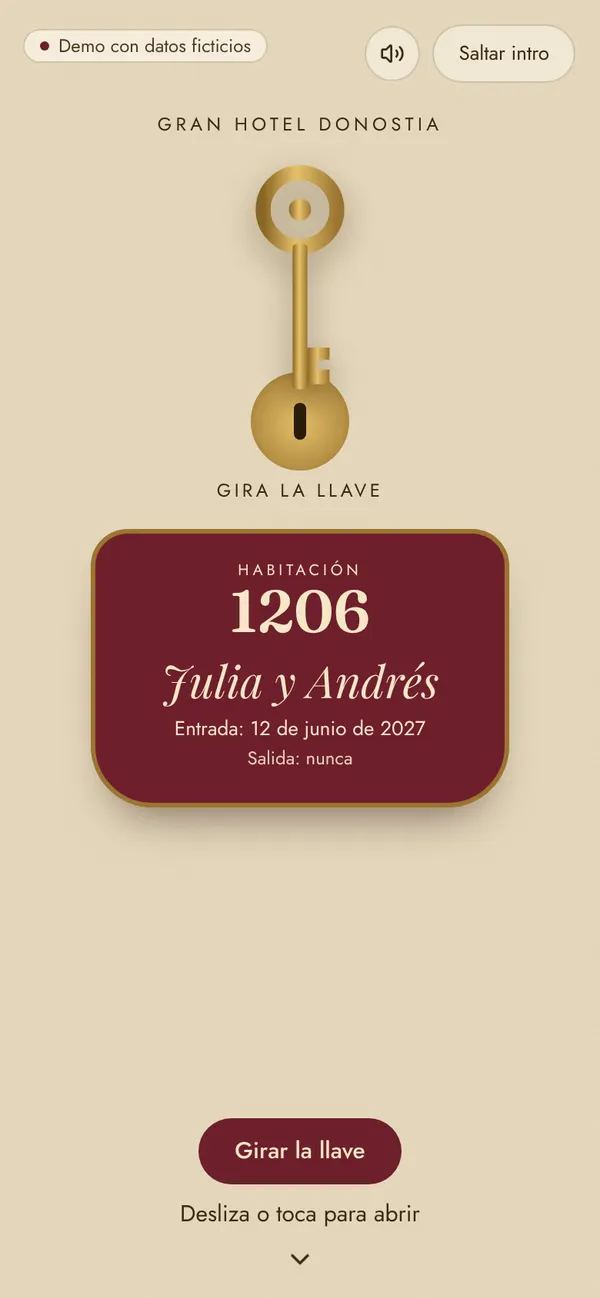 Demo con datos ficticios
Saltar intro
GRAN HOTEL DONOSTIA
GIRA LA LLAVE
HABITACIÓN
1206
Julia y Andrés
Entrada: 12 de junio de 2027
Salida: nunca
Girar la llave
Desliza o toca para abrir